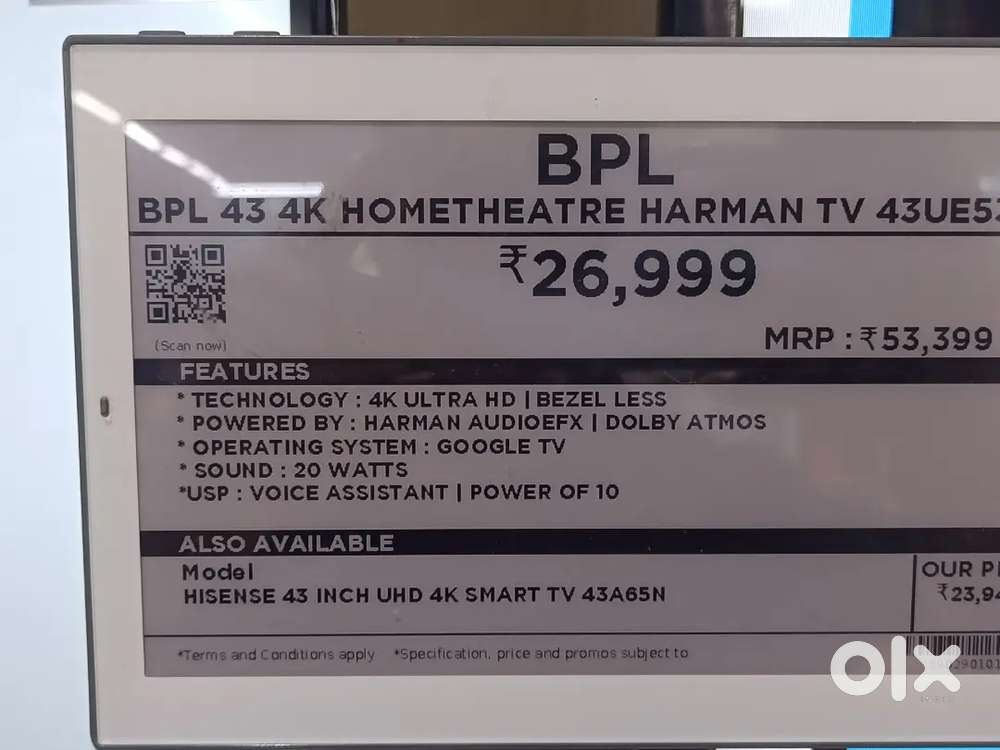 BPL
BPL 43 4K HOMETHEATRE HARMAN TV 43UE5
₹26,999
(Scan now)
MRP : ₹53,399
FEATURES
* TECHNOLOGY : 4K ULTRA HD | BEZEL LESS
* POWERED BY : HARMAN AUDIOEFX | DOLBY ATMOS
* OPERATING SYSTEM : GOOGLE TV
* SOUND : 20 WATTS
*USP : VOICE ASSISTANT | POWER OF 10
ALSO AVAILABLE
Model
OUR P
HISENSE 43 INCH UHD 4K SMART TV 43A65N
₹23,94
*Terms and Conditions apply *Specification, price and promos subject to
olx